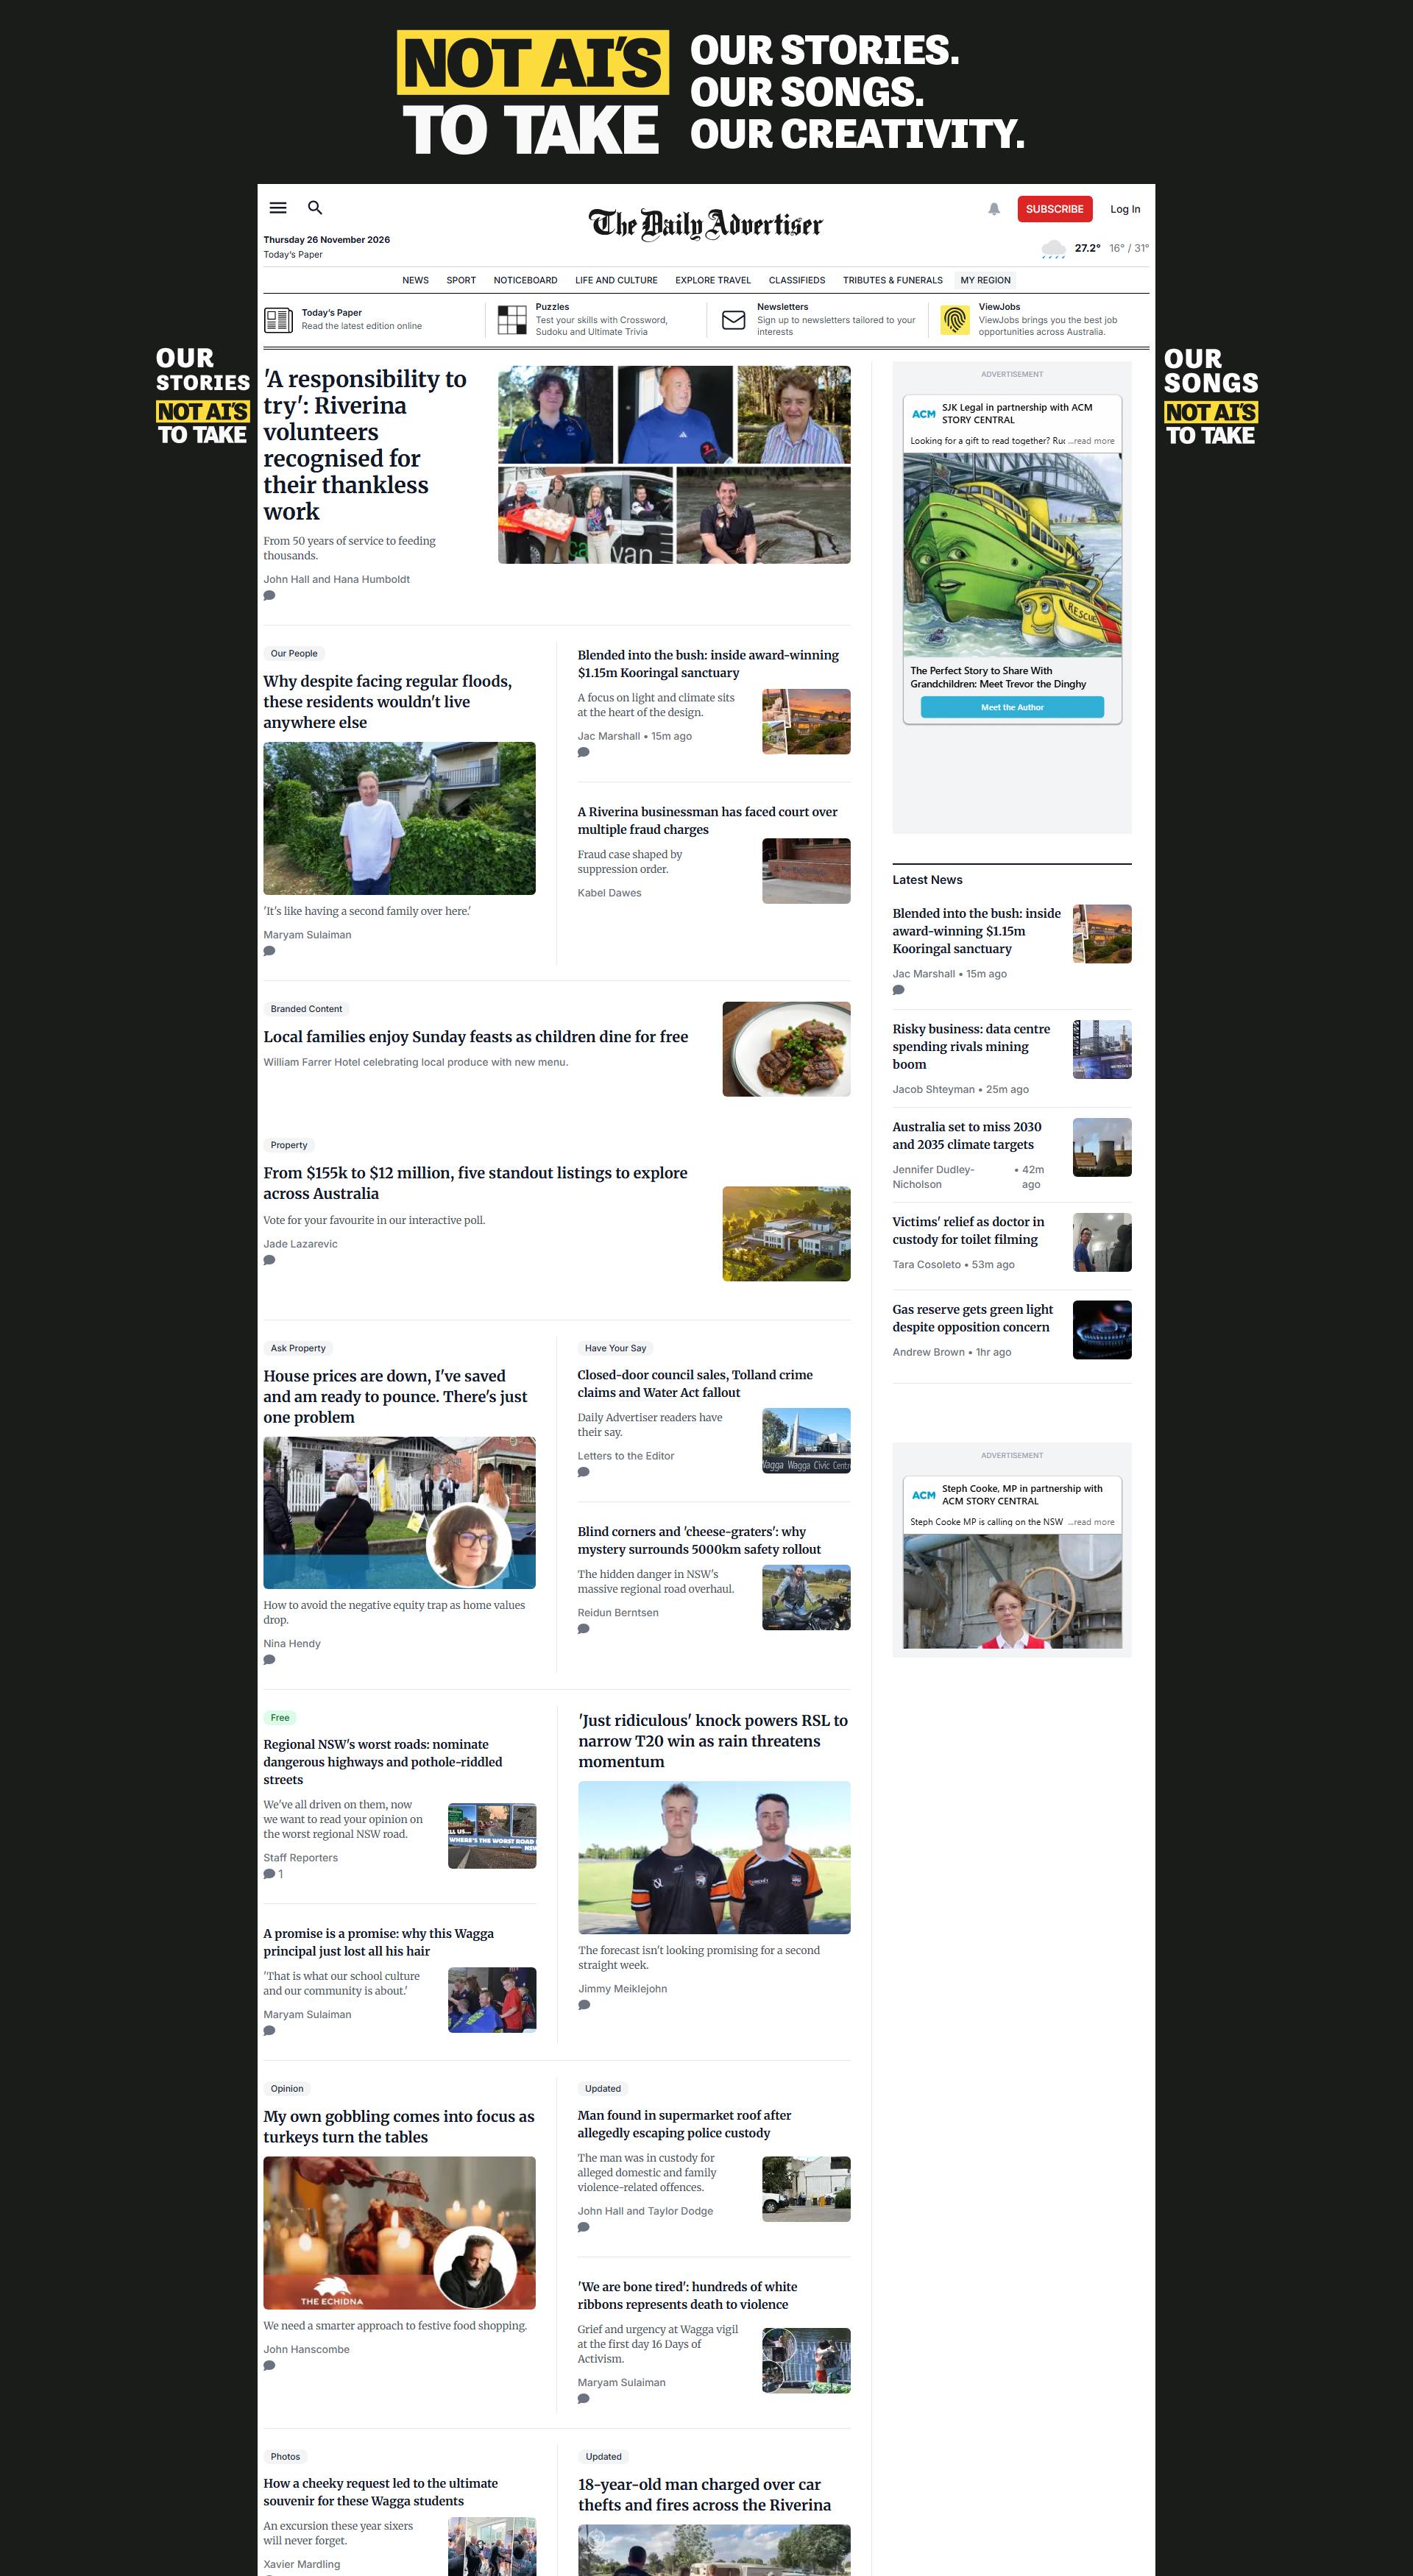 NOT AI'S
TO TAKE
OUR STORIES.
OUR SONGS.
OUR CREATIVITY.
The Daily Advertiser
SUBSCRIBE
Log In
Thursday 26 November 2026
Today's Paper
27.2°
16° / 31°
NEWS
SPORT
NOTICEBOARD
LIFE AND CULTURE
EXPLORE TRAVEL
CLASSIFIEDS
TRIBUTES & FUNERALS
MY REGION
Today's Paper
Read the latest edition online
Puzzles
Test your skills with Crossword,
Sudoku and Ultimate Trivia
Newsletters
Sign up to newsletters tailored to your
interests
ViewJobs
ViewJobs brings you the best job
opportunities across Australia.
OUR
STORIES
NOT AI'S
TO TAKE
OUR
SONGS
NOT AI'S
TO TAKE
'A responsibility to
try': Riverina
volunteers
recognised for
their thankless
work
From 50 years of service to feeding
thousands.
John Hall and Hana Humboldt
Our People
Why despite facing regular floods,
these residents wouldn't live
anywhere else
'It's like having a second family over here.'
Maryam Sulaiman
Blended into the bush: inside award-winning
$1.15m Kooringal sanctuary
A focus on light and climate sits
at the heart of the design.
Jac Marshall • 15m ago
A Riverina businessman has faced court over
multiple fraud charges
Fraud case shaped by
suppression order.
Kabel Dawes
Branded Content
Local families enjoy Sunday feasts as children dine for free
William Farrer Hotel celebrating local produce with new menu.
Property
From $155k to $12 million, five standout listings to explore
across Australia
Vote for your favourite in our interactive poll.
Jade Lazarevic
Ask Property
House prices are down, I've saved
and am ready to pounce. There's just
one problem
How to avoid the negative equity trap as home values
drop.
Nina Hendy
Have Your Say
Closed-door council sales, Tolland crime
claims and Water Act fallout
Daily Advertiser readers have
their say.
Letters to the Editor
Wagga Wagga Civic Centre
Blind corners and 'cheese-graters': why
mystery surrounds 5000km safety rollout
The hidden danger in NSW's
massive regional road overhaul.
Reidun Berntsen
Free
Regional NSW's worst roads: nominate
dangerous highways and pothole-riddled
streets
We've all driven on them, now
we want to read your opinion on
the worst regional NSW road.
Staff Reporters
1
LL US...
WHERE'S THE WORST ROAD
NSW
A promise is a promise: why this Wagga
principal just lost all his hair
'That is what our school culture
and our community is about.'
Maryam Sulaiman
'Just ridiculous' knock powers RSL to
narrow T20 win as rain threatens
momentum
The forecast isn't looking promising for a second
straight week.
Jimmy Meiklejohn
Opinion
My own gobbling comes into focus as
turkeys turn the tables
THE ECHIDNA
We need a smarter approach to festive food shopping.
John Hanscombe
Updated
Man found in supermarket roof after
allegedly escaping police custody
The man was in custody for
alleged domestic and family
violence-related offences.
John Hall and Taylor Dodge
'We are bone tired': hundreds of white
ribbons represents death to violence
Grief and urgency at Wagga vigil
at the first day 16 Days of
Activism.
Maryam Sulaiman
Photos
How a cheeky request led to the ultimate
souvenir for these Wagga students
An excursion these year sixers
will never forget.
Xavier Mardling
Updated
18-year-old man charged over car
thefts and fires across the Riverina
ADVERTISEMENT
ACM
SJK Legal in partnership with ACM
STORY CENTRAL
Looking for a gift to read together? Ruc ...read more
RESCUE
The Perfect Story to Share With
Grandchildren: Meet Trevor the Dinghy
Meet the Author
Latest News
Blended into the bush: inside
award-winning $1.15m
Kooringal sanctuary
Jac Marshall • 15m ago
Risky business: data centre
spending rivals mining
boom
Jacob Shteyman • 25m ago
Australia set to miss 2030
and 2035 climate targets
Jennifer Dudley-
Nicholson
• 42m
ago
Victims' relief as doctor in
custody for toilet filming
Tara Cosoleto • 53m ago
Gas reserve gets green light
despite opposition concern
Andrew Brown • 1hr ago
ADVERTISEMENT
ACM
Steph Cooke, MP in partnership with
ACM STORY CENTRAL
Steph Cooke MP is calling on the NSW ...read more